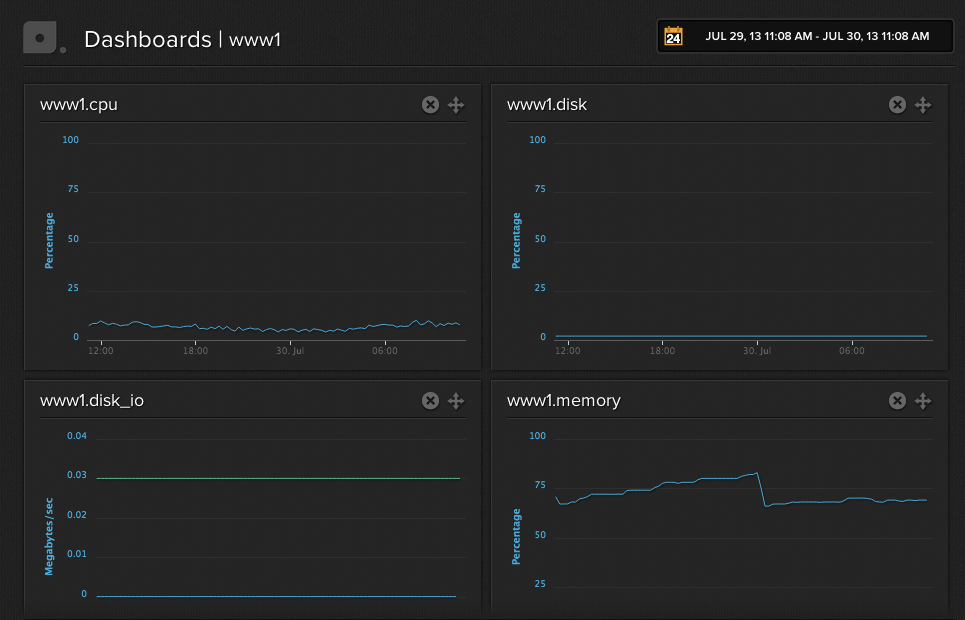 Dashboards | www1
24
JUL 29, 13 11:08 AM - JUL 30, 13 11:08 AM
www1.cpu
100
75
50
25
0
Percentage
12:00 18:00 30. Jul 06:00
www1.disk
100
75
50
25
0
Percentage
12:00 18:00 30. Jul 06:00
www1.disk_io
0.04
0.03
0.02
0.01
0
Megabytes/sec
www1.memory
100
75
50
25
Percentage